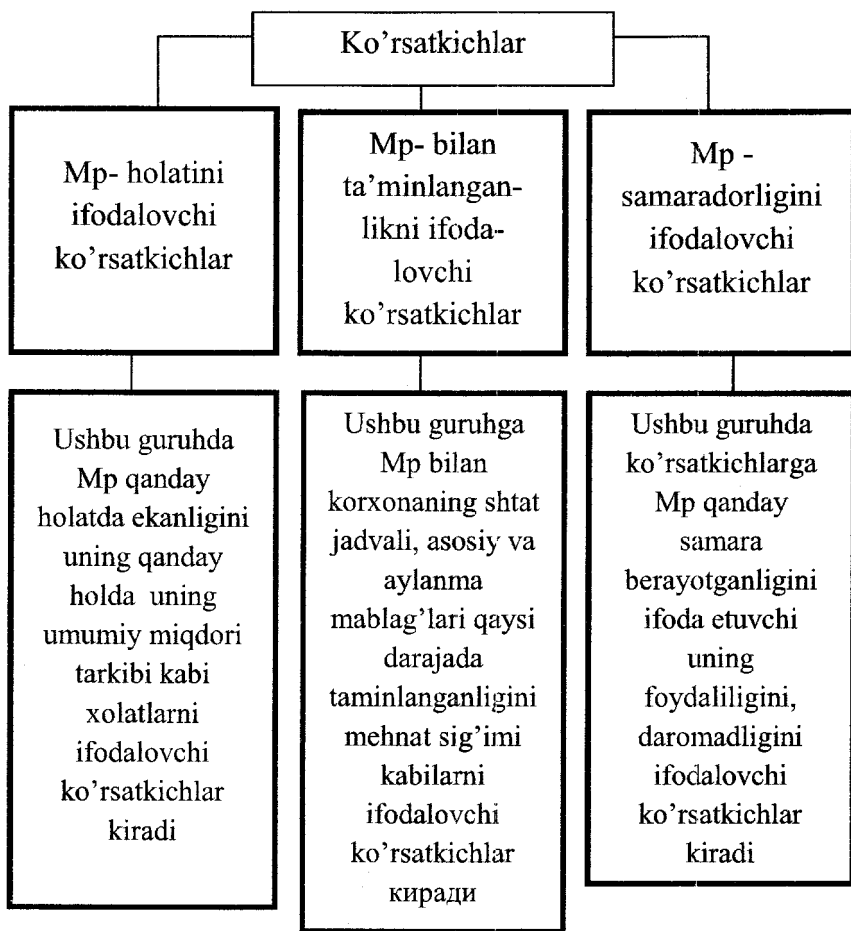 Ko’rsatkichlar
Mp- holatini
ifodalovchi
ko’rsatkichlar
Mp- bilan
ta’minlangan-
likni ifoda-
lovchi
ko’rsatkichlar
Mp -
samaradorligini
ifodalovchi
ko’rsatkichlar
Ushbu guruhda
Mp qanday
holatda ekanligini
uning qanday
holda uning
umumiy miqdori
tarkibi kabi
xolatlarni
ifodalovchi
ko’rsatkichlar
kiradi
Ushbu guruhga
Mp bilan
korxonaning shtat
jadvali, asosiy va
aylanma
mablag’lari qaysi
darajada
taminlanganligini
mehnat sig’imi
kabilarni
ifodalovchi
ko’rsatkichlar
киради
Ushbu guruhda
ko’rsatkichlarga
Mp qanday
samara
berayotganligini
ifoda etuvchi
uning
foydaliligini,
daromadligini
ifodalovchi
ko’rsatkichlar
kiradi